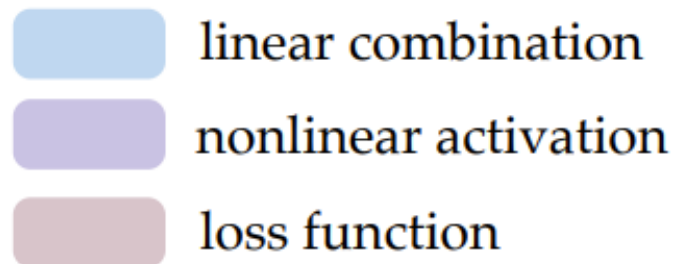 linear combination
nonlinear activation
loss function